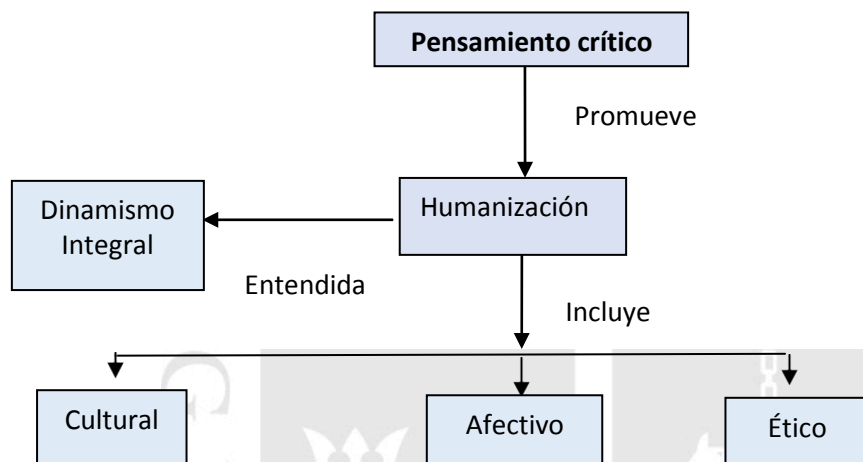 Pensamiento crítico
Promueve
Humanización
Dinamismo
Integral
Entendida
Incluye
Cultural
Afectivo
Ético